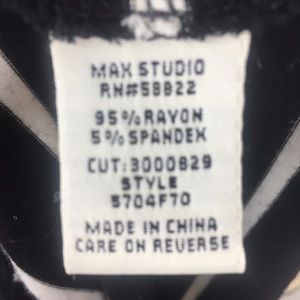 MAX STUDIO
RN#58822
95%RAYON
5%SPANDEX
CUT:3000829
STYLE
5704F70
MADE IN CHINA
CARE ON REVERSE